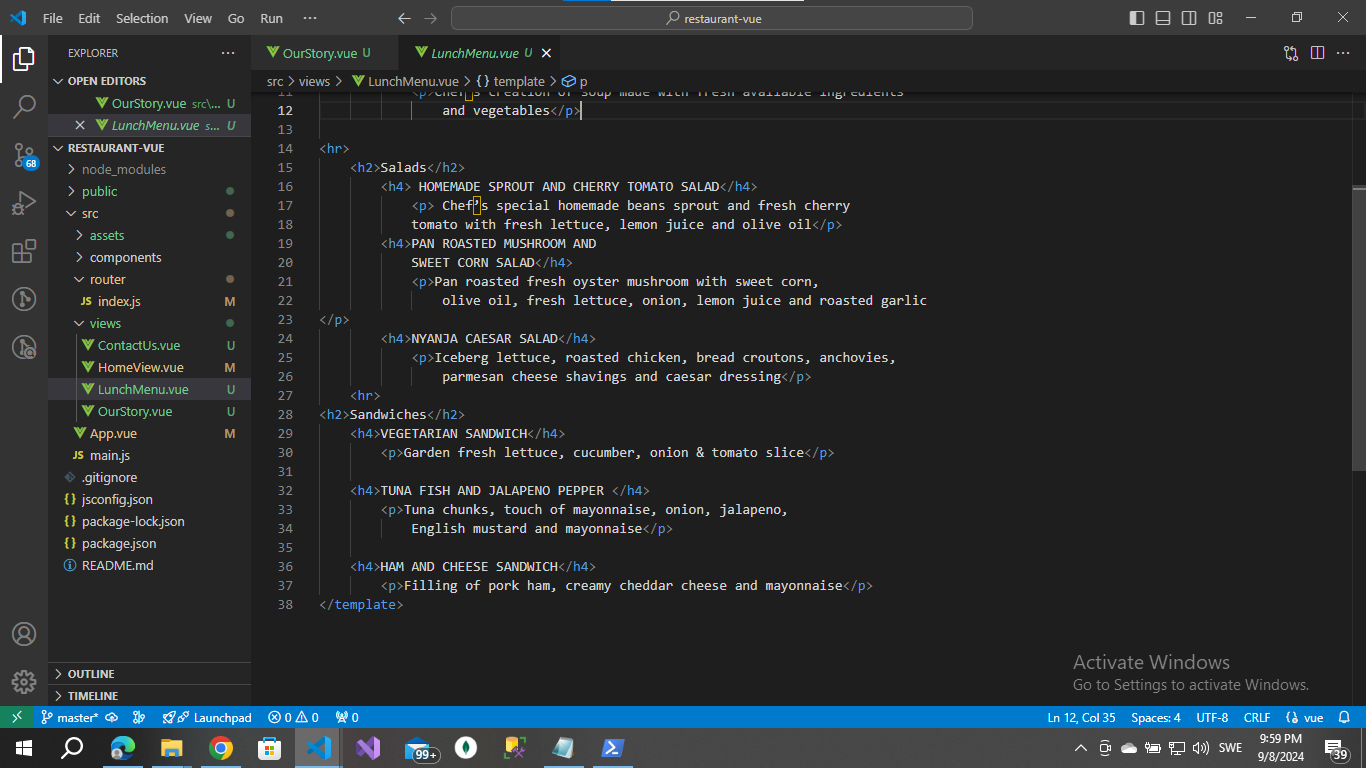 File Edit Selection View Go Run ···
restaurant-vue
EXPLORER ···
OPEN EDITORS
OurStory.vue src\... U
LunchMenu.vue s... U
RESTAURANT-VUE
node_modules
public
src
assets
components
router
JS index.js M
views
ContactUs.vue U
HomeView.vue M
LunchMenu.vue U
OurStory.vue U
App.vue M
JS main.js
.gitignore
{} jsconfig.json
{} package-lock.json
{} package.json
README.md
OUTLINE
TIMELINE
68
OurStory.vue U
LunchMenu.vue U
src > views > LunchMenu.vue > {} template > p
11 <p>Chef’s creation of soup made with fresh available ingredients
12 and vegetables</p>
13
14 <hr>
15 <h2>Salads</h2>
16 <h4> HOMEMADE SPROUT AND CHERRY TOMATO SALAD</h4>
17 <p> Chef’s special homemade beans sprout and fresh cherry
18 tomato with fresh lettuce, lemon juice and olive oil</p>
19 <h4>PAN ROASTED MUSHROOM AND
20 SWEET CORN SALAD</h4>
21 <p>Pan roasted fresh oyster mushroom with sweet corn,
22 olive oil, fresh lettuce, onion, lemon juice and roasted garlic
23 </p>
24 <h4>NYANJA CAESAR SALAD</h4>
25 <p>Iceberg lettuce, roasted chicken, bread croutons, anchovies,
26 parmesan cheese shavings and caesar dressing</p>
27 <hr>
28 <h2>Sandwiches</h2>
29 <h4>VEGETARIAN SANDWICH</h4>
30 <p>Garden fresh lettuce, cucumber, onion & tomato slice</p>
31
32 <h4>TUNA FISH AND JALAPENO PEPPER </h4>
33 <p>Tuna chunks, touch of mayonnaise, onion, jalapeno,
34 English mustard and mayonnaise</p>
35
36 <h4>HAM AND CHEESE SANDWICH</h4>
37 <p>Filling of pork ham, creamy cheddar cheese and mayonnaise</p>
38 </template>
Activate Windows
Go to Settings to activate Windows.
master* Launchpad 0 0 0
Ln 12, Col 35 Spaces: 4 UTF-8 CRLF vue
99+
SWE
9:59 PM
9/8/2024
39